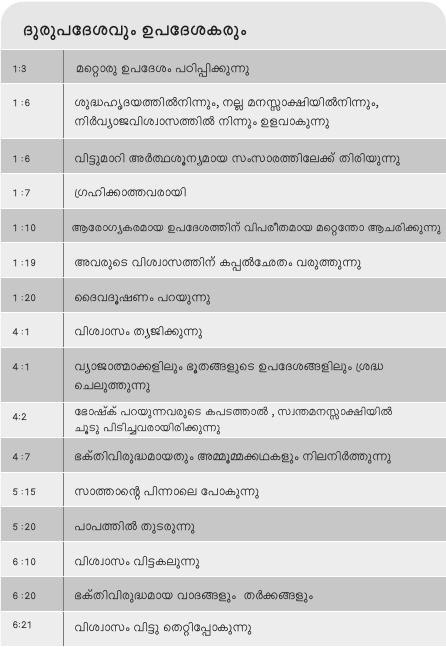 ദുരുപദേശവും ഉപദേശകരും
1:3 മറ്റൊരു ഉപദേശം പഠിപ്പിക്കുന്നു
1 :6 ശുദ്ധഹൃദയത്തിൽനിന്നും, നല്ല മനസ്സാക്ഷിയിൽനിന്നും,
നിർവ്യാജവിശ്വാസത്തിൽ നിന്നും ഉളവാകുന്നു
1 :6 വിട്ടുമാറി അർത്ഥശൂന്യമായ സംസാരത്തിലേക്ക് തിരിയുന്നു
1 :7 ഗ്രഹിക്കാത്തവരായി
1 :10 ആരോഗ്യകരമായ ഉപദേശത്തിന് വിപരീതമായ മറ്റെന്തോ ആചരിക്കുന്നു
1 :19 അവരുടെ വിശ്വാസത്തിന് കപ്പൽഛേതം വരുത്തുന്നു
1 :20 ദൈവദൂഷണം പറയുന്നു
4 :1 വിശ്വാസം ത്യജിക്കുന്നു
4 :1 വ്യാജാത്മാക്കളിലും ഭൂതങ്ങളുടെ ഉപദേശങ്ങളിലും ശ്രദ്ധ
ചെലുത്തുന്നു
4:2 ഭോഷ്ക് പറയുന്നവരുടെ കപടത്താൽ , സ്വന്തമനസ്സാക്ഷിയിൽ
ചൂടു പിടിച്ചവരായിരിക്കുന്നു
4 :7 ഭക്തിവിരുദ്ധമായതും അമ്മൂമ്മക്കഥകളും നിലനിർത്തുന്നു
5 :15 സാത്താന്റെ പിന്നാലെ പോകുന്നു
5 :20 പാപത്തിൽ തുടരുന്നു
6 :10 വിശ്വാസം വിട്ടകലുന്നു
6 :20 ഭക്തിവിരുദ്ധമായ വാദങ്ങളും തർക്കങ്ങളും
6:21 വിശ്വാസം വിട്ടു തെറ്റിപ്പോകുന്നു